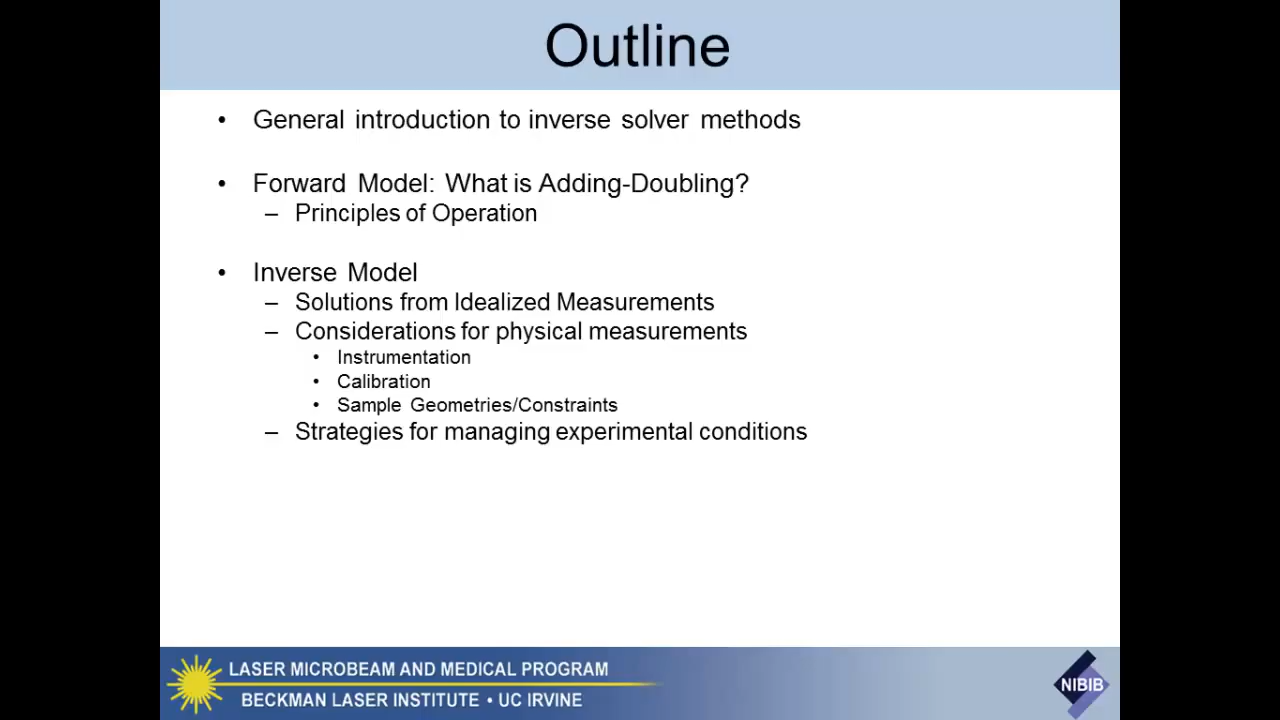 Outline
• General introduction to inverse solver methods
• Forward Model: What is Adding-Doubling?
– Principles of Operation
• Inverse Model
– Solutions from Idealized Measurements
– Considerations for physical measurements
• Instrumentation
• Calibration
• Sample Geometries/Constraints
– Strategies for managing experimental conditions
LASER MICROBEAM AND MEDICAL PROGRAM
BECKMAN LASER INSTITUTE • UC IRVINE
NIBIB